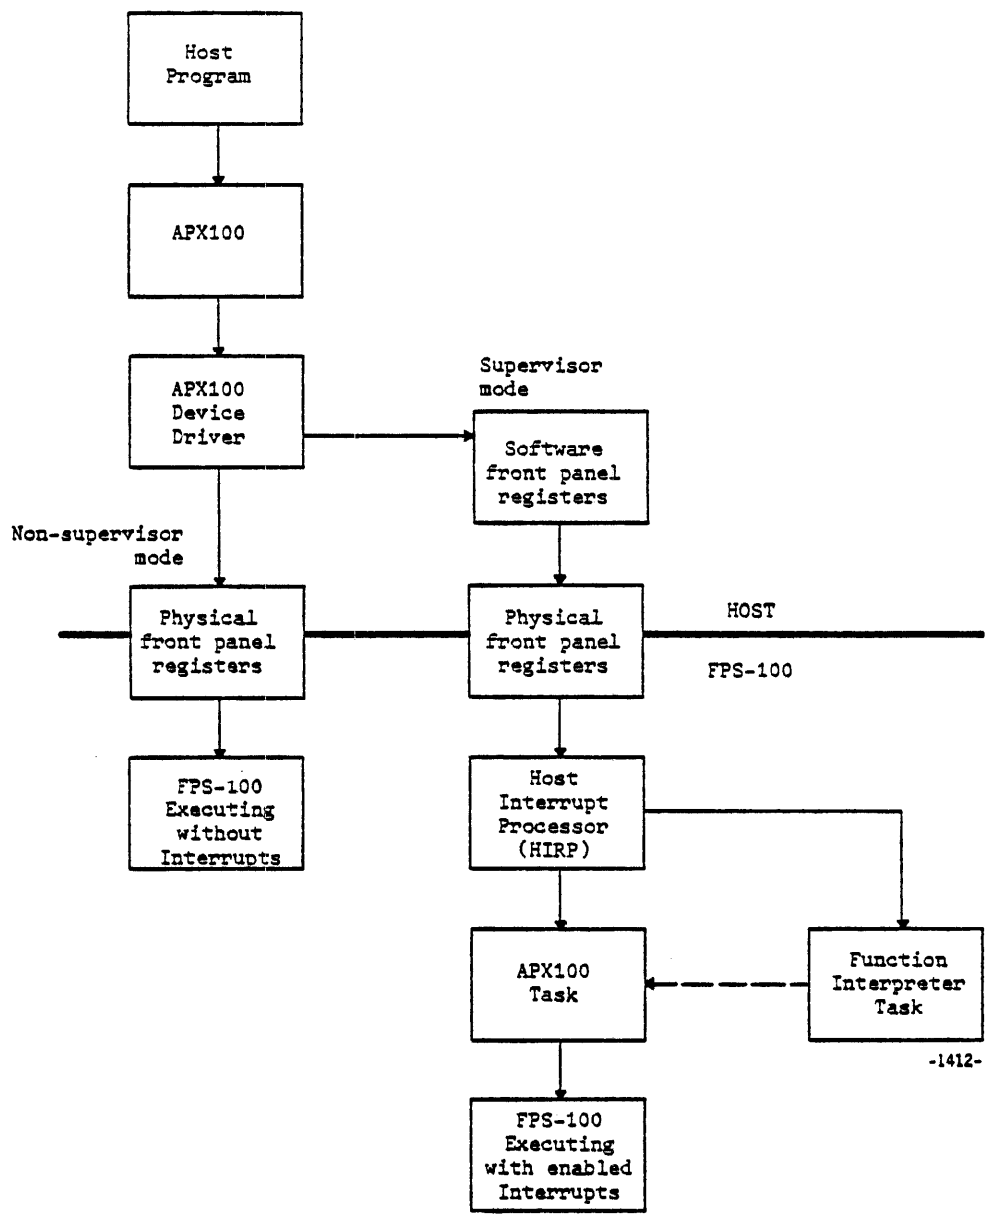 Host
Program
APX100
APX100
Device
Driver
Supervisor
mode
Software
front panel
registers
Non-supervisor
mode
Physical
front panel
registers
Physical
front panel
registers
HOST
FPS-100
FPS-100
Executing
without
Interrupts
Host
Interrupt
Processor
(HIRP)
APX100
Task
Function
Interpreter
Task
-1412-
FPS-100
Executing
with enabled
Interrupts